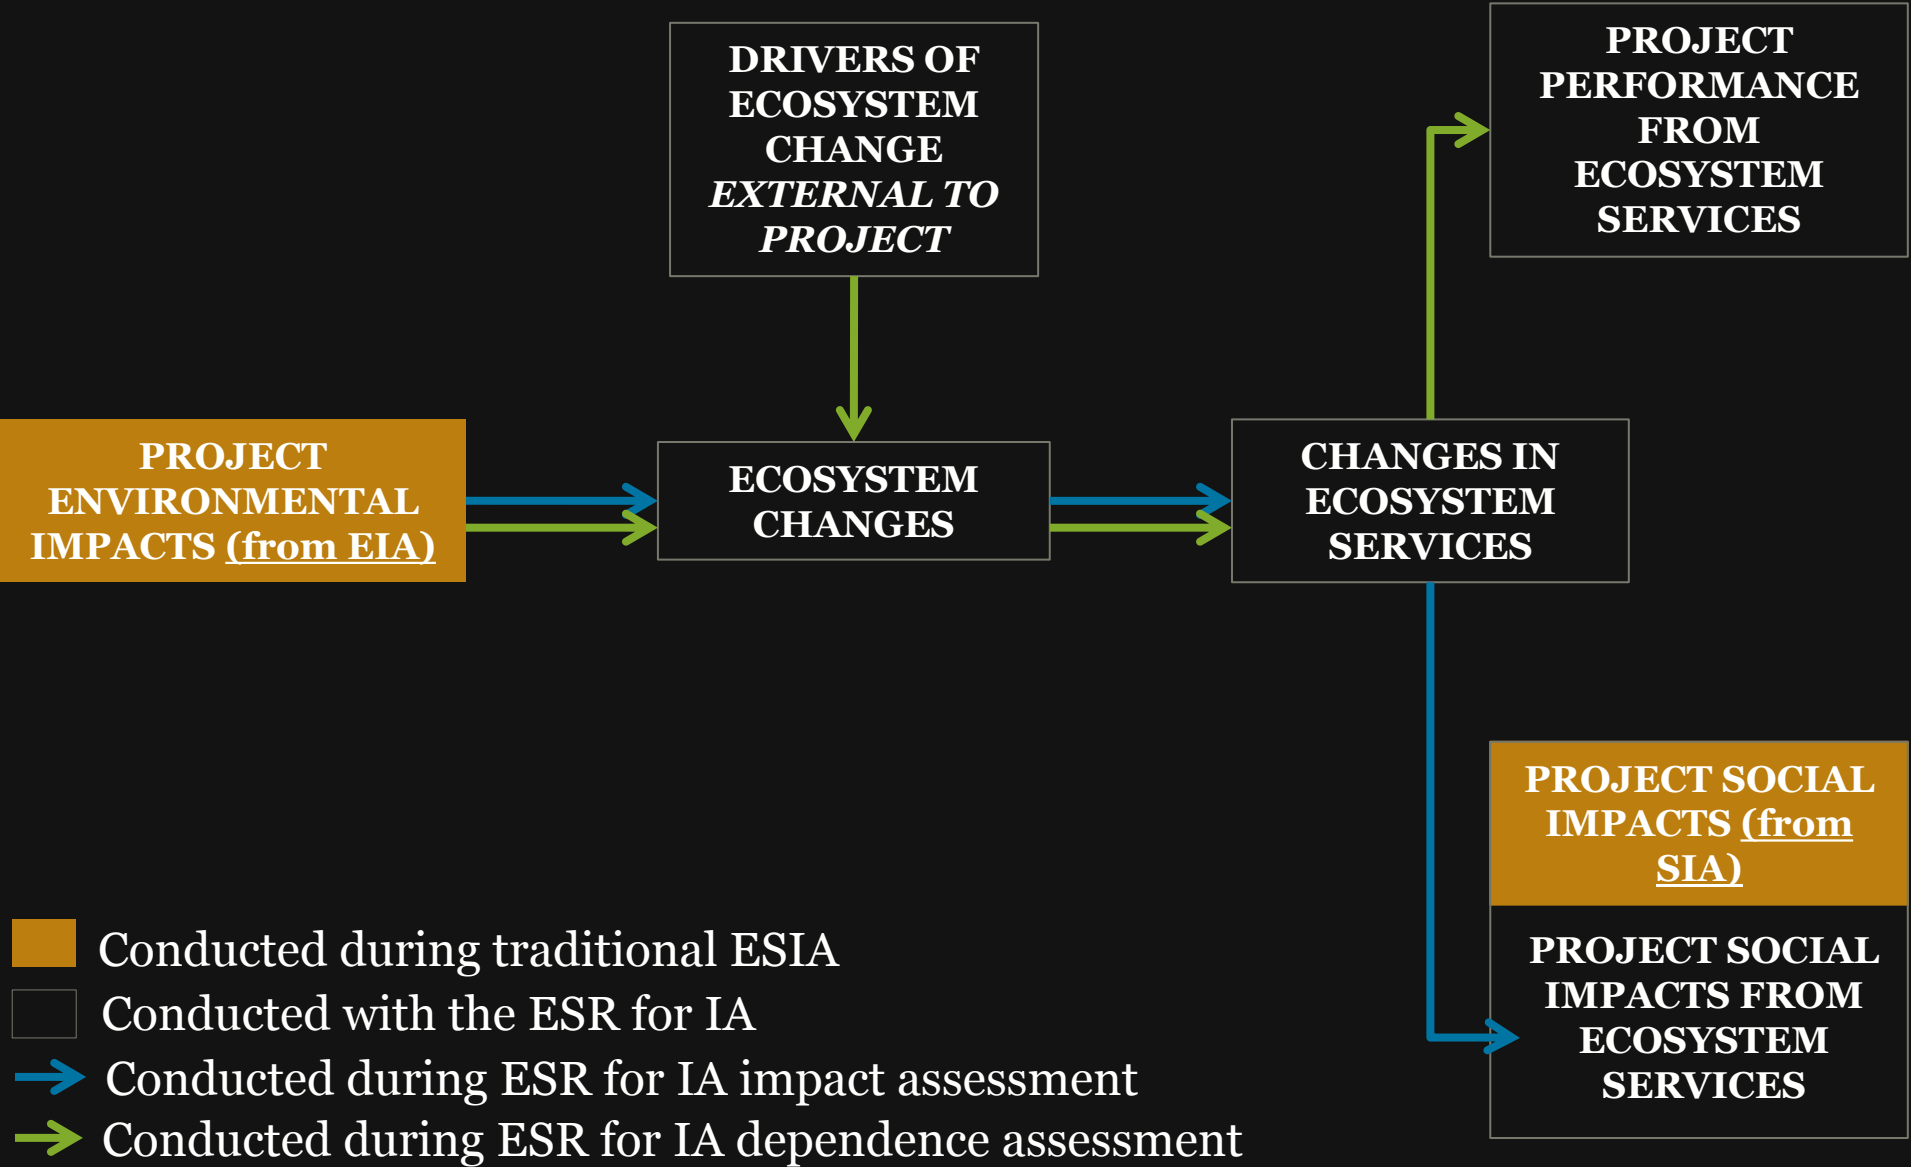 DRIVERS OF
ECOSYSTEM
CHANGE
EXTERNAL TO
PROJECT
PROJECT
PERFORMANCE
FROM
ECOSYSTEM
SERVICES
PROJECT
ENVIRONMENTAL
IMPACTS (from EIA)
ECOSYSTEM
CHANGES
CHANGES IN
ECOSYSTEM
SERVICES
PROJECT SOCIAL
IMPACTS (from
SIA)
PROJECT SOCIAL
IMPACTS FROM
ECOSYSTEM
SERVICES
Conducted during traditional ESIA
Conducted with the ESR for IA
Conducted during ESR for IA impact assessment
Conducted during ESR for IA dependence assessment